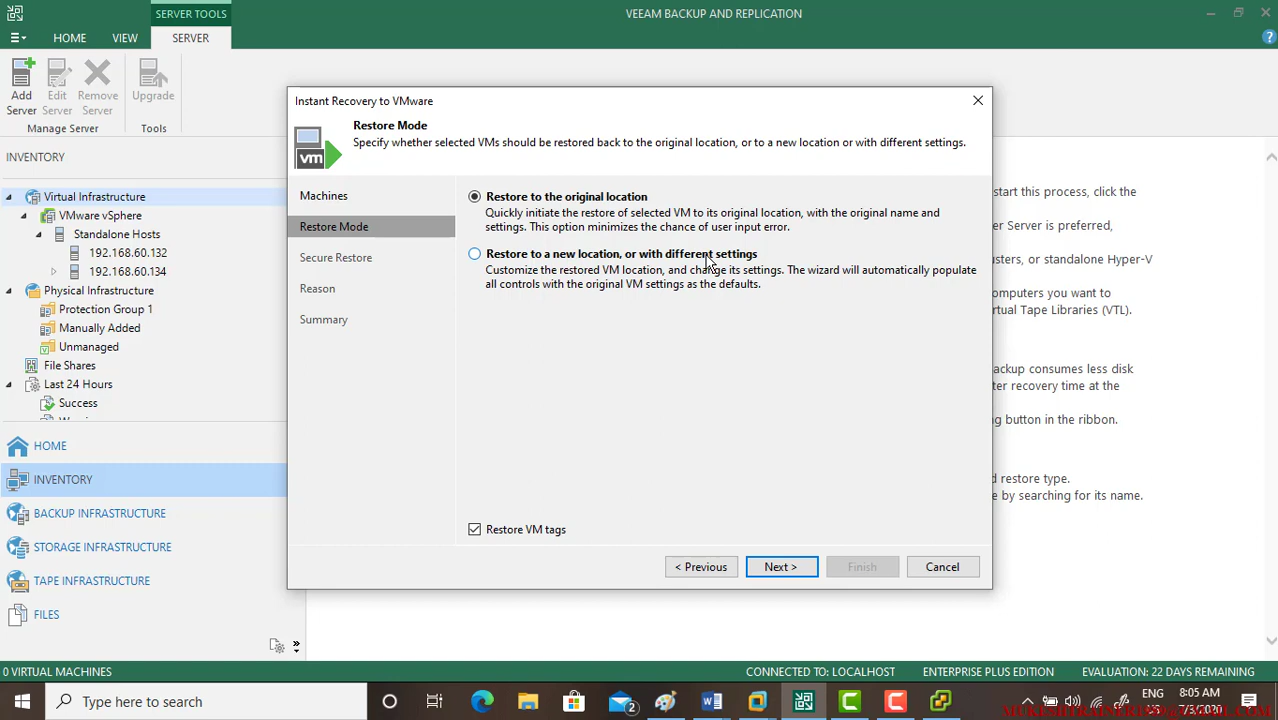 SERVER TOOLS
VEEAM BACKUP AND REPLICATION
HOME
VIEW
SERVER
Add Server
Edit Server
Remove Server
Upgrade
Manage Server
Tools
INVENTORY
Virtual Infrastructure
VMware vSphere
Standalone Hosts
192.168.60.132
192.168.60.134
Physical Infrastructure
Protection Group 1
Manually Added
Unmanaged
File Shares
Last 24 Hours
Success
HOME
INVENTORY
BACKUP INFRASTRUCTURE
STORAGE INFRASTRUCTURE
TAPE INFRASTRUCTURE
FILES
Instant Recovery to VMware
vm
Restore Mode
Specify whether selected VMs should be restored back to the original location, or to a new location or with different settings.
Machines
Restore Mode
Secure Restore
Reason
Summary
Restore to the original location
Quickly initiate the restore of selected VM to its original location, with the original name and
settings. This option minimizes the chance of user input error.
Restore to a new location, or with different settings
Customize the restored VM location, and change its settings. The wizard will automatically populate
all controls with the original VM settings as the defaults.
Restore VM tags
< Previous
Next >
Finish
Cancel
start this process, click the
Server is preferred,
usters, or standalone Hyper-V
omputers you want to
irtual Tape Libraries (VTL).
ackup consumes less disk
ter recovery time at the
ng button in the ribbon.
d restore type.
e by searching for its name.
0 VIRTUAL MACHINES
CONNECTED TO: LOCALHOST
ENTERPRISE PLUS EDITION
EVALUATION: 22 DAYS REMAINING
Type here to search
2
ENG
8:05 AM
7/3/2020